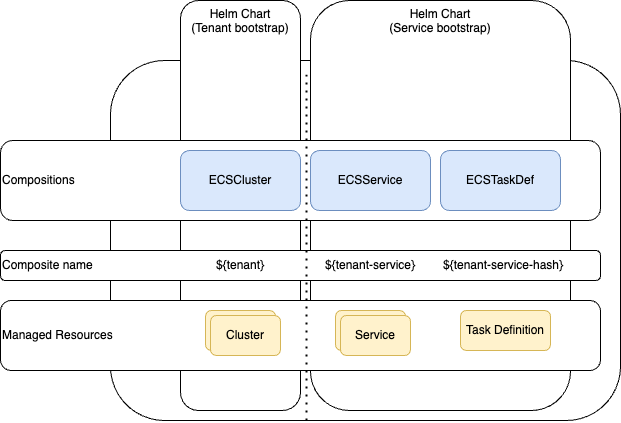 Helm Chart
(Tenant bootstrap)
Helm Chart
(Service bootstrap)
Compositions
ECSCluster
ECSService
ECSTaskDef
Composite name
${tenant}
${tenant-service}
${tenant-service-hash}
Managed Resources
Cluster
Service
Task Definition